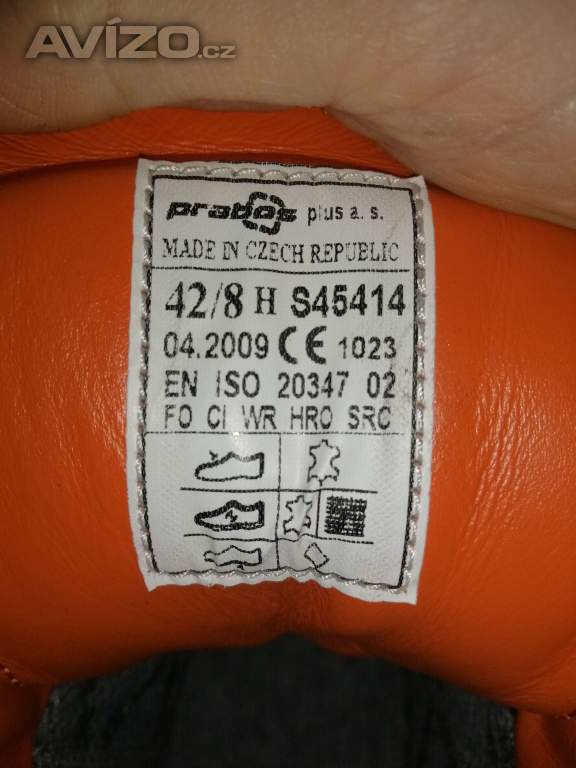 AVÍZO.cz
prabos plus a. s.
MADE IN CZECH REPUBLIC
42/8 H S45414
04.2009 CE 1023
EN ISO 20347 02
FO CI WR HRO SRC